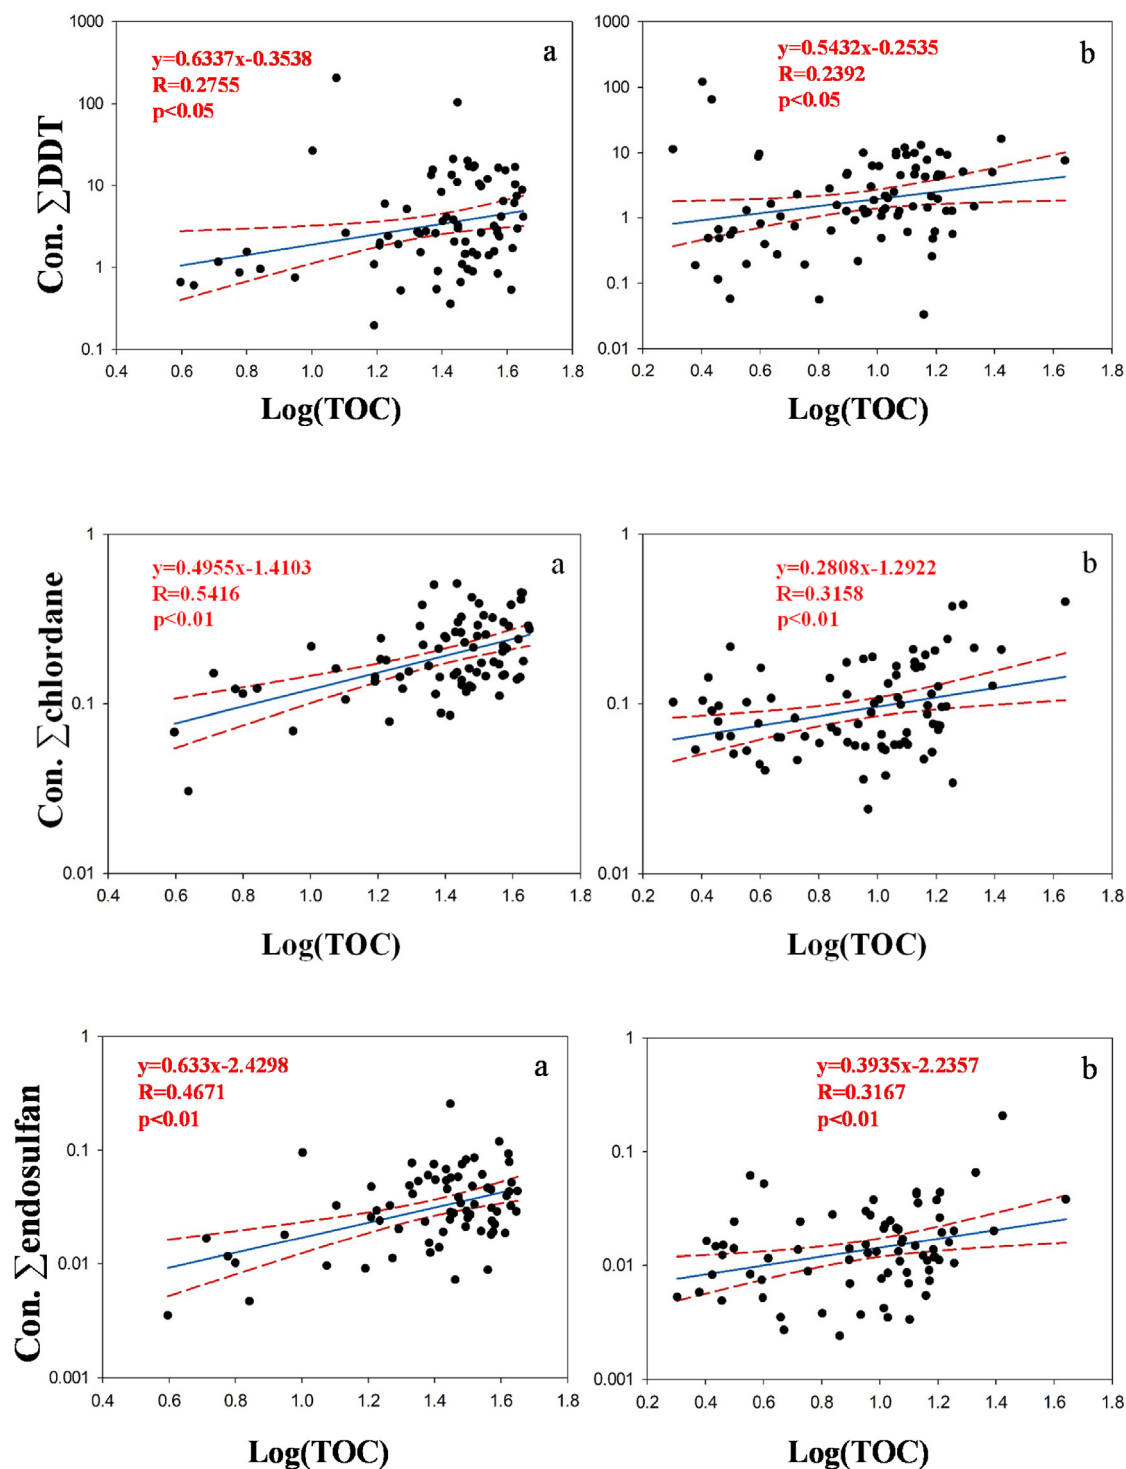 1000
100
10
1
0.1
Con. ∑DDT
y=0.6337x-0.3538
R=0.2755
p<0.05
a
0.4 0.6 0.8 1.0 1.2 1.4 1.6 1.8
Log(TOC)
1000
100
10
1
0.1
0.01
y=0.5432x-0.2535
R=0.2392
p<0.05
b
0.2 0.4 0.6 0.8 1.0 1.2 1.4 1.6 1.8
Log(TOC)
1
0.1
0.01
Con. ∑chlordane
y=0.4955x-1.4103
R=0.5416
p<0.01
a
0.4 0.6 0.8 1.0 1.2 1.4 1.6 1.8
Log(TOC)
1
0.1
0.01
y=0.2808x-1.2922
R=0.3158
p<0.01
b
0.2 0.4 0.6 0.8 1.0 1.2 1.4 1.6 1.8
Log(TOC)
1
0.1
0.01
0.001
Con. ∑endosulfan
y=0.633x-2.4298
R=0.4671
p<0.01
a
0.4 0.6 0.8 1.0 1.2 1.4 1.6 1.8
Log(TOC)
1
0.1
0.01
0.001
y=0.3935x-2.2357
R=0.3167
p<0.01
b
0.2 0.4 0.6 0.8 1.0 1.2 1.4 1.6 1.8
Log(TOC)